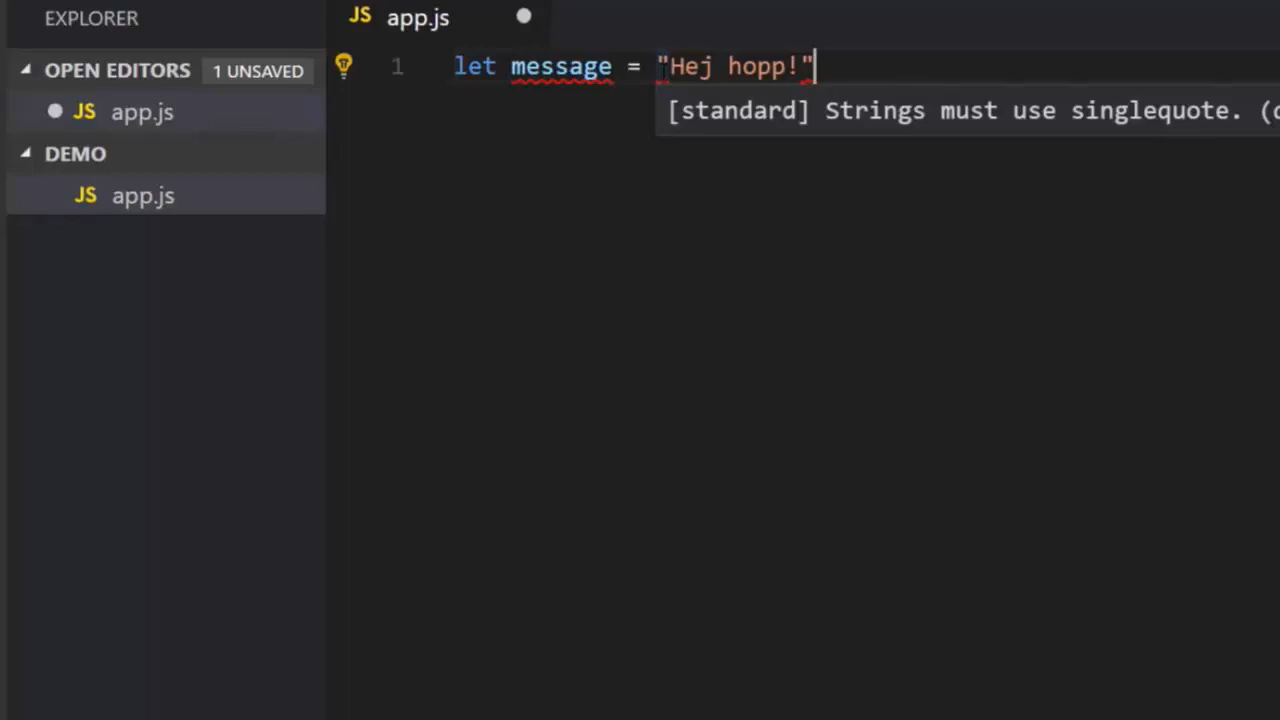 EXPLORER
OPEN EDITORS 1 UNSAVED
JS app.js
DEMO
JS app.js
JS app.js
1 let message = "Hej hopp!"
[standard] Strings must use singlequote. (